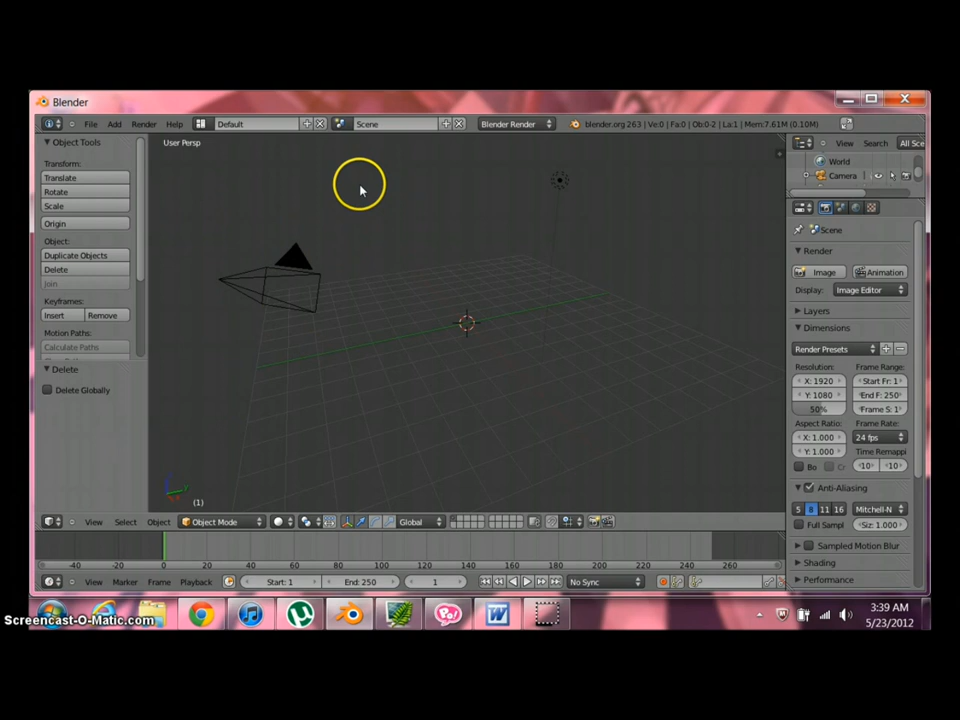 Blender
File Add Render Help Default Scene Blender Render blender.org 263 | Ve:0 | Fa:0 | Ob:0-2 | La:1 | Mem:7.61M (0.10M)
Object Tools
User Persp
View Search All Sce
World
Camera
Transform:
Translate
Rotate
Scale
Origin
Object:
Duplicate Objects
Delete
Join
Keyframes:
Insert Remove
Motion Paths:
Calculate Paths
Delete
Delete Globally
Scene
Render
Image Animation
Display: Image Editor
Layers
Dimensions
Render Presets
Resolution: Frame Range:
X: 1920 Start Fr: 1
Y: 1080 End F: 250
50% Frame S: 1
Aspect Ratio: Frame Rate:
X: 1.000 24 fps
Y: 1.000 Time Remappi
Bo Cr 10 10
Anti-Aliasing
5 8 11 16 Mitchell-N
Full Sampl Siz: 1.000
Sampled Motion Blur
Shading
Performance
(1)
View Select Object Object Mode Global
-40 -20 0 20 40 60 80 100 120 140 160 180 200 220 240 260
View Marker Frame Playback Start: 1 End: 250 1 No Sync
Screencast-O-Matic.com
3:39 AM
5/23/2012